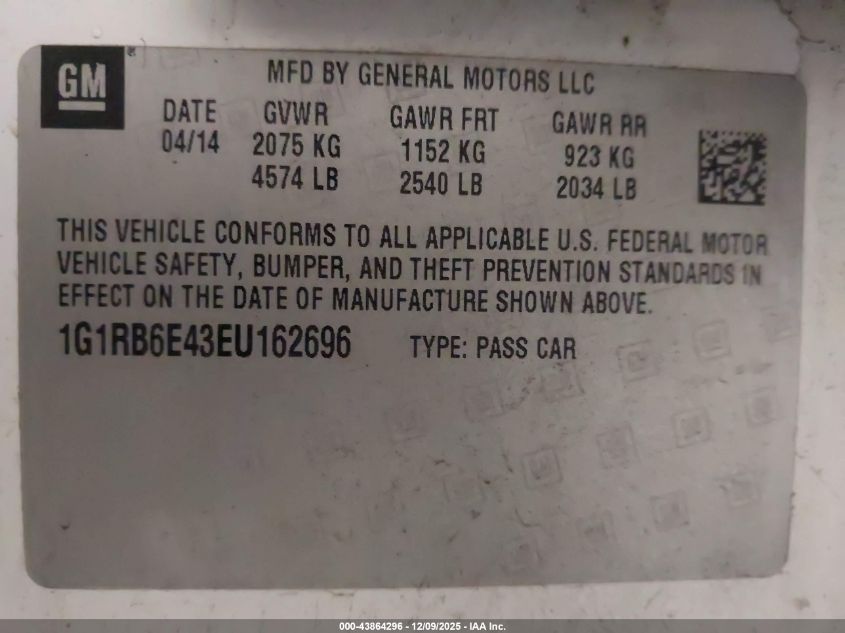 GM
MFD BY GENERAL MOTORS LLC
DATE GVWR GAWR FRT GAWR RR
04/14 2075 KG 1152 KG 923 KG
4574 LB 2540 LB 2034 LB
THIS VEHICLE CONFORMS TO ALL APPLICABLE U.S. FEDERAL MOTOR
VEHICLE SAFETY, BUMPER, AND THEFT PREVENTION STANDARDS IN
EFFECT ON THE DATE OF MANUFACTURE SHOWN ABOVE.
1G1RB6E43EU162696 TYPE: PASS CAR
000-43864296 - 12/09/2025 - IAA Inc.